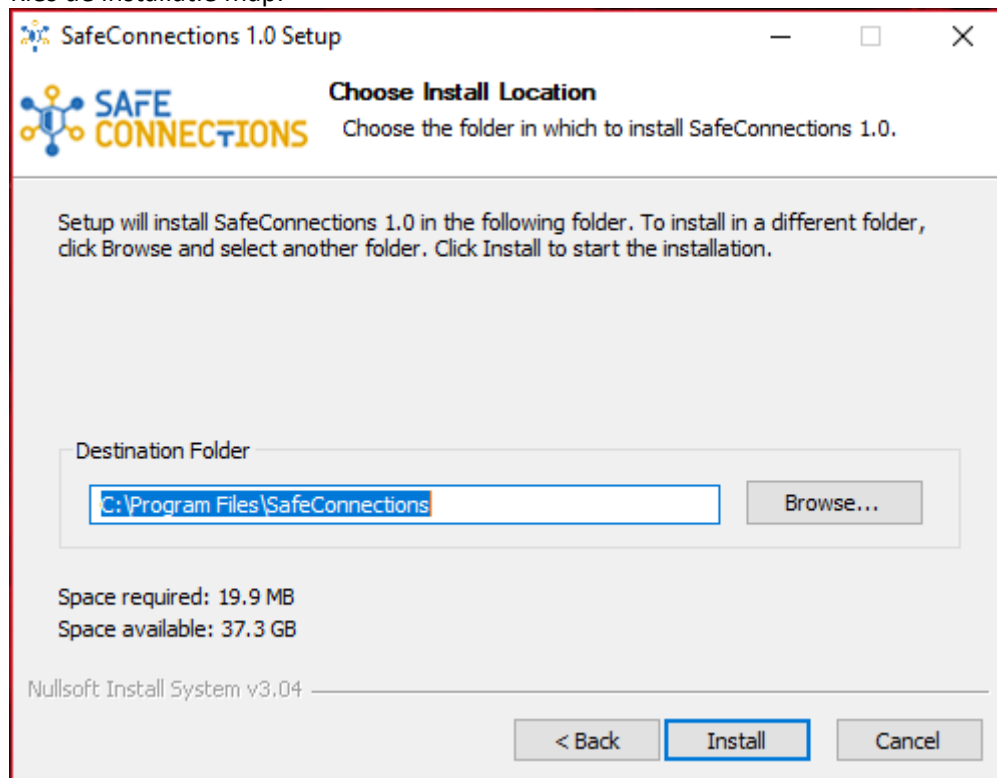 SafeConnections 1.0 Setup
SAFE
CONNECTIONS
Choose Install Location
Choose the folder in which to install SafeConnections 1.0.
Setup will install SafeConnections 1.0 in the following folder. To install in a different folder,
click Browse and select another folder. Click Install to start the installation.
Destination Folder
C:\Program Files\SafeConnections
Browse...
Space required: 19.9 MB
Space available: 37.3 GB
Nullsoft Install System v3.04
< Back
Install
Cancel